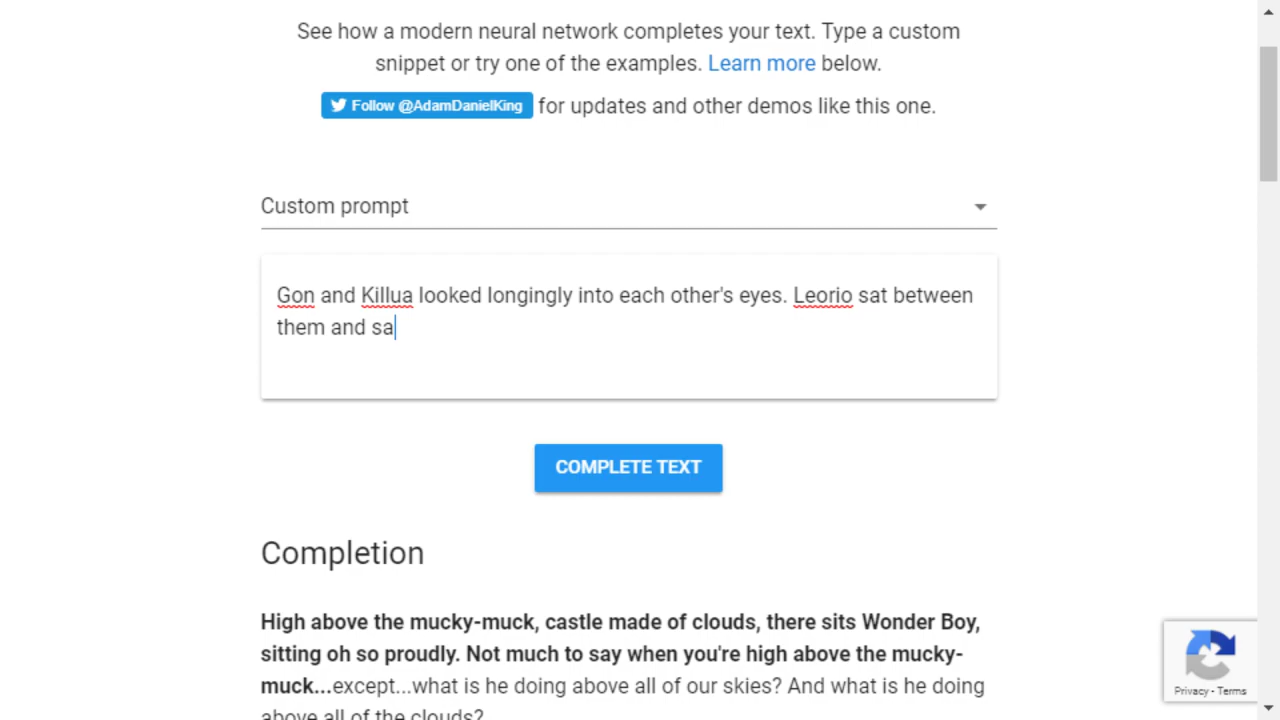 See how a modern neural network completes your text. Type a custom
snippet or try one of the examples. Learn more below.
Follow @AdamDanielKing for updates and other demos like this one.
Custom prompt
Gon and Killua looked longingly into each other's eyes. Leorio sat between
them and sa
COMPLETE TEXT
Completion
High above the mucky-muck, castle made of clouds, there sits Wonder Boy,
sitting oh so proudly. Not much to say when you're high above the mucky-
muck...except...what is he doing above all of our skies? And what is he doing
above all of the clouds?
Privacy - Terms